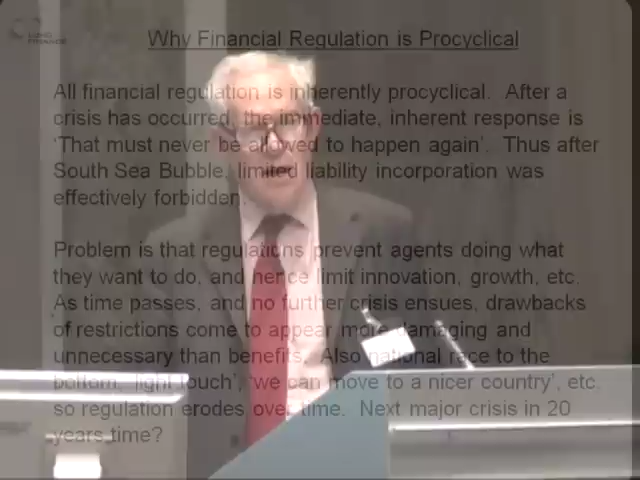 LONG
FINANCE
Why Financial Regulation is Procyclical
All financial regulation is inherently procyclical. After a
crisis has occurred, the immediate, inherent response is
'That must never be allowed to happen again'. Thus after
South Sea Bubble, limited liability incorporation was
effectively forbidden.
Problem is that regulations prevent agents doing what
they want to do, and hence limit innovation, growth, etc.
As time passes, and no further crisis ensues, drawbacks
of restrictions come to appear more damaging and
unnecessary than benefits. Also national race to the
bottom, 'light touch', 'we can move to a nicer country', etc.
so regulation erodes over time. Next major crisis in 20
years time?